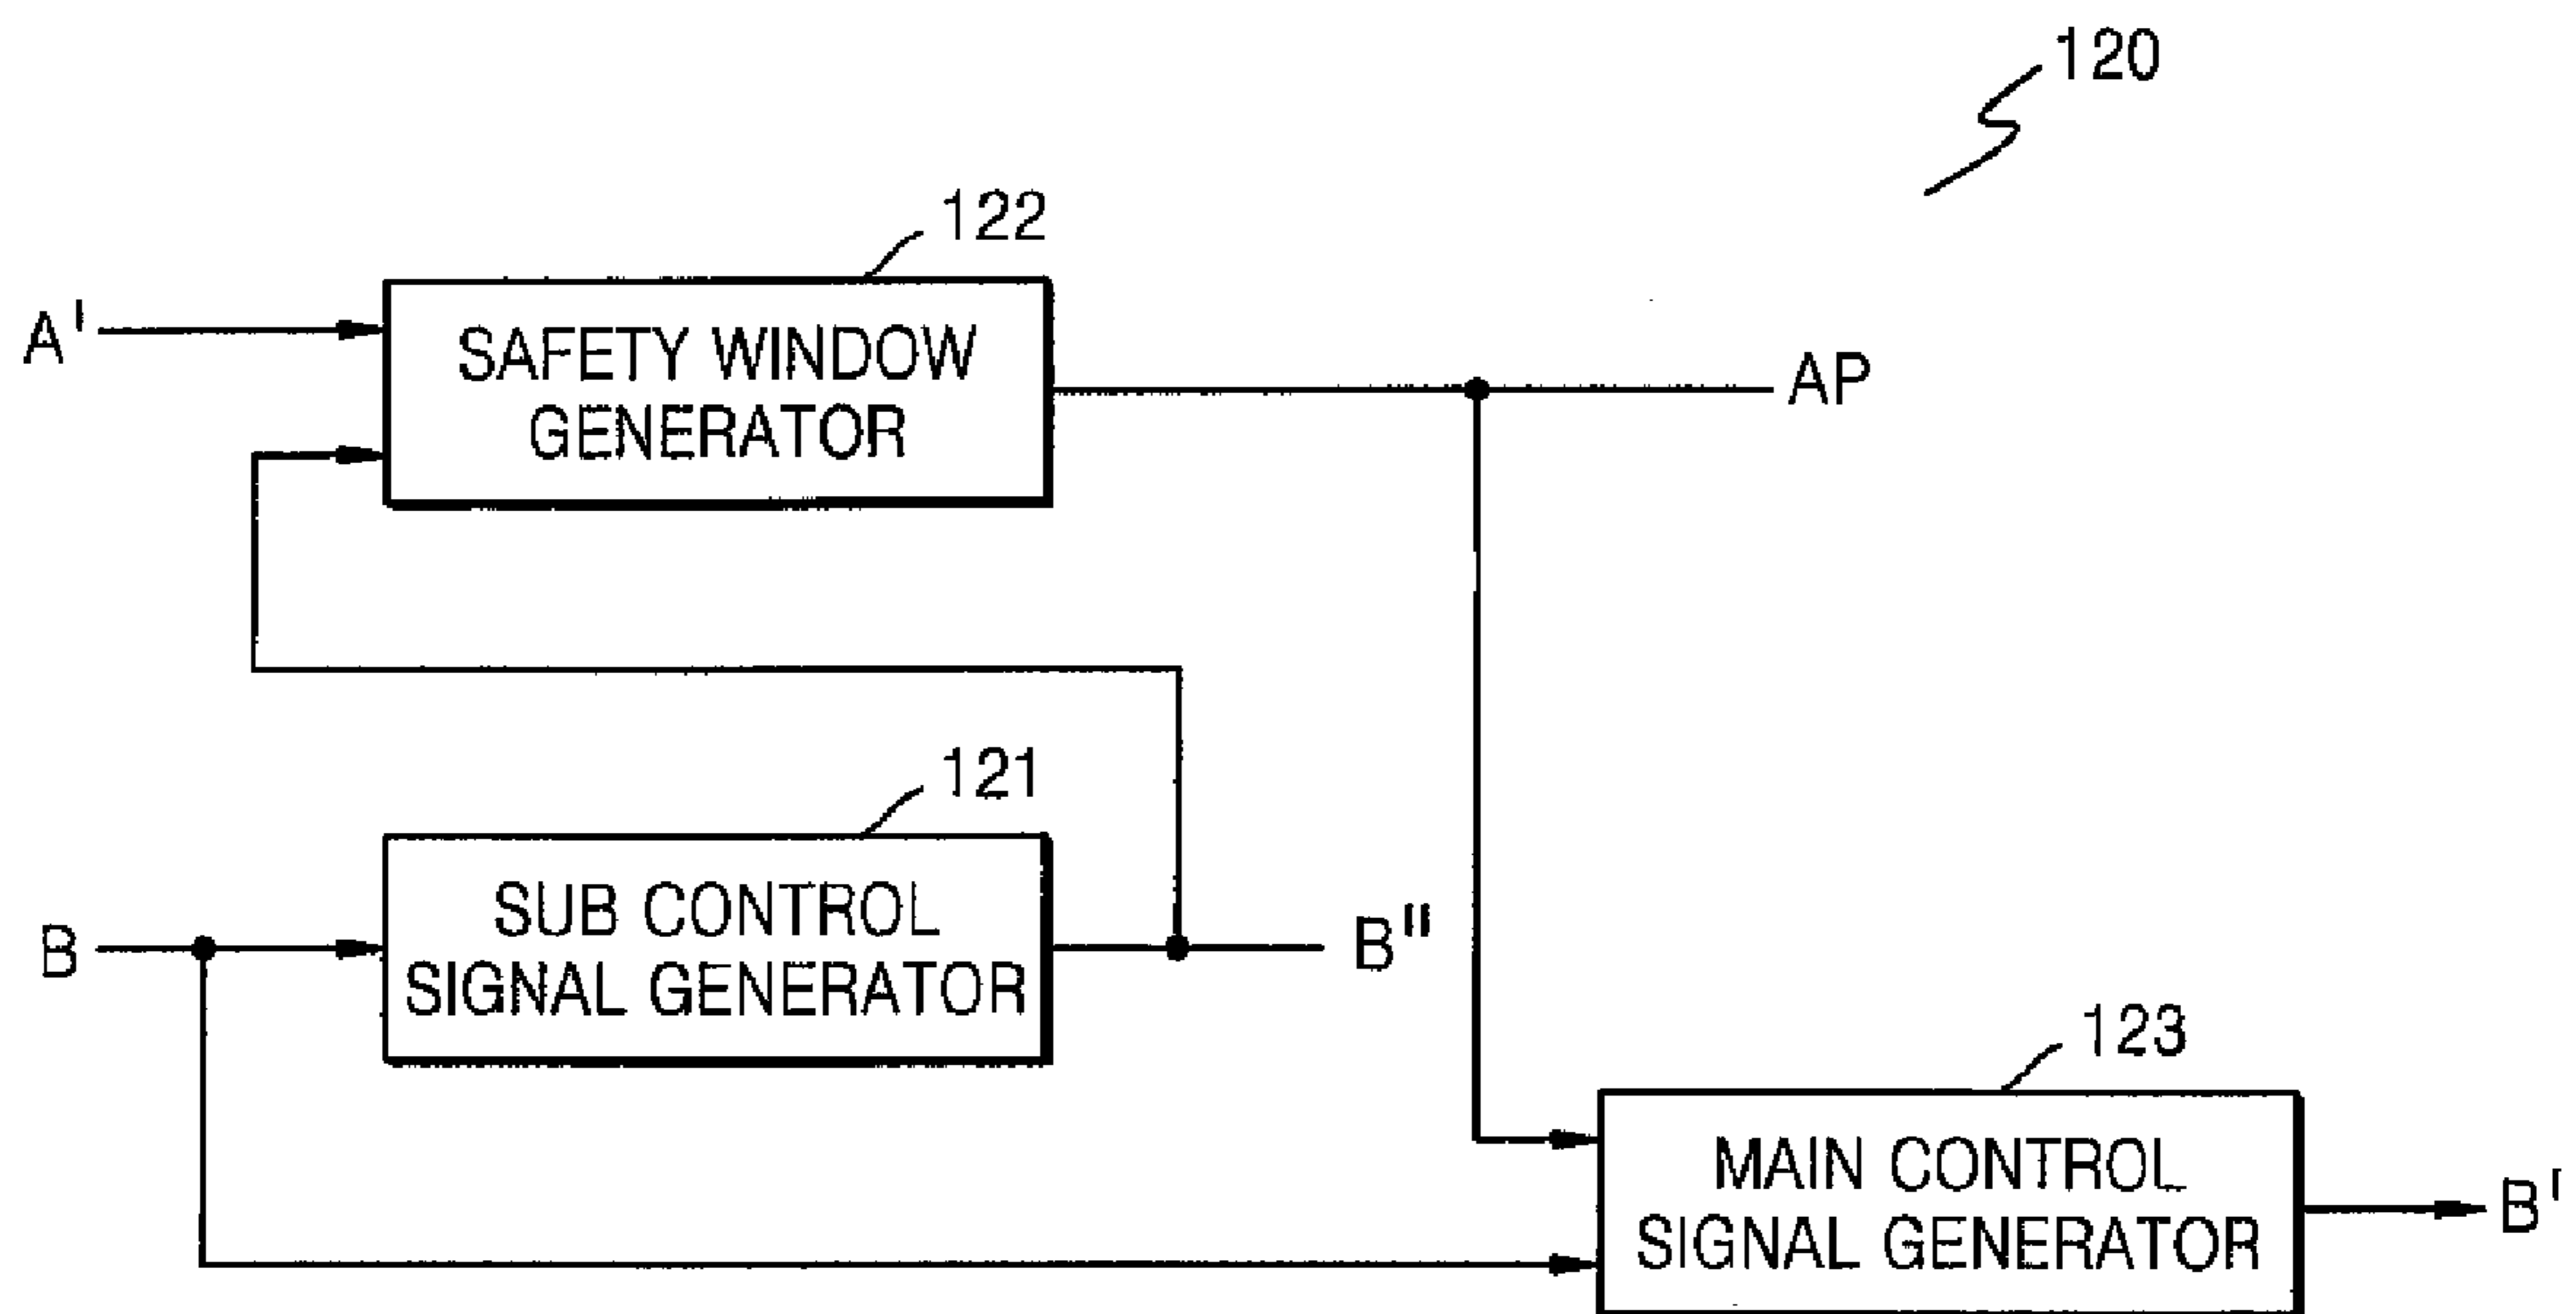 120
122
A'
SAFETY WINDOW
GENERATOR
AP
121
B
SUB CONTROL
SIGNAL GENERATOR
B"
123
MAIN CONTROL
SIGNAL GENERATOR
B'